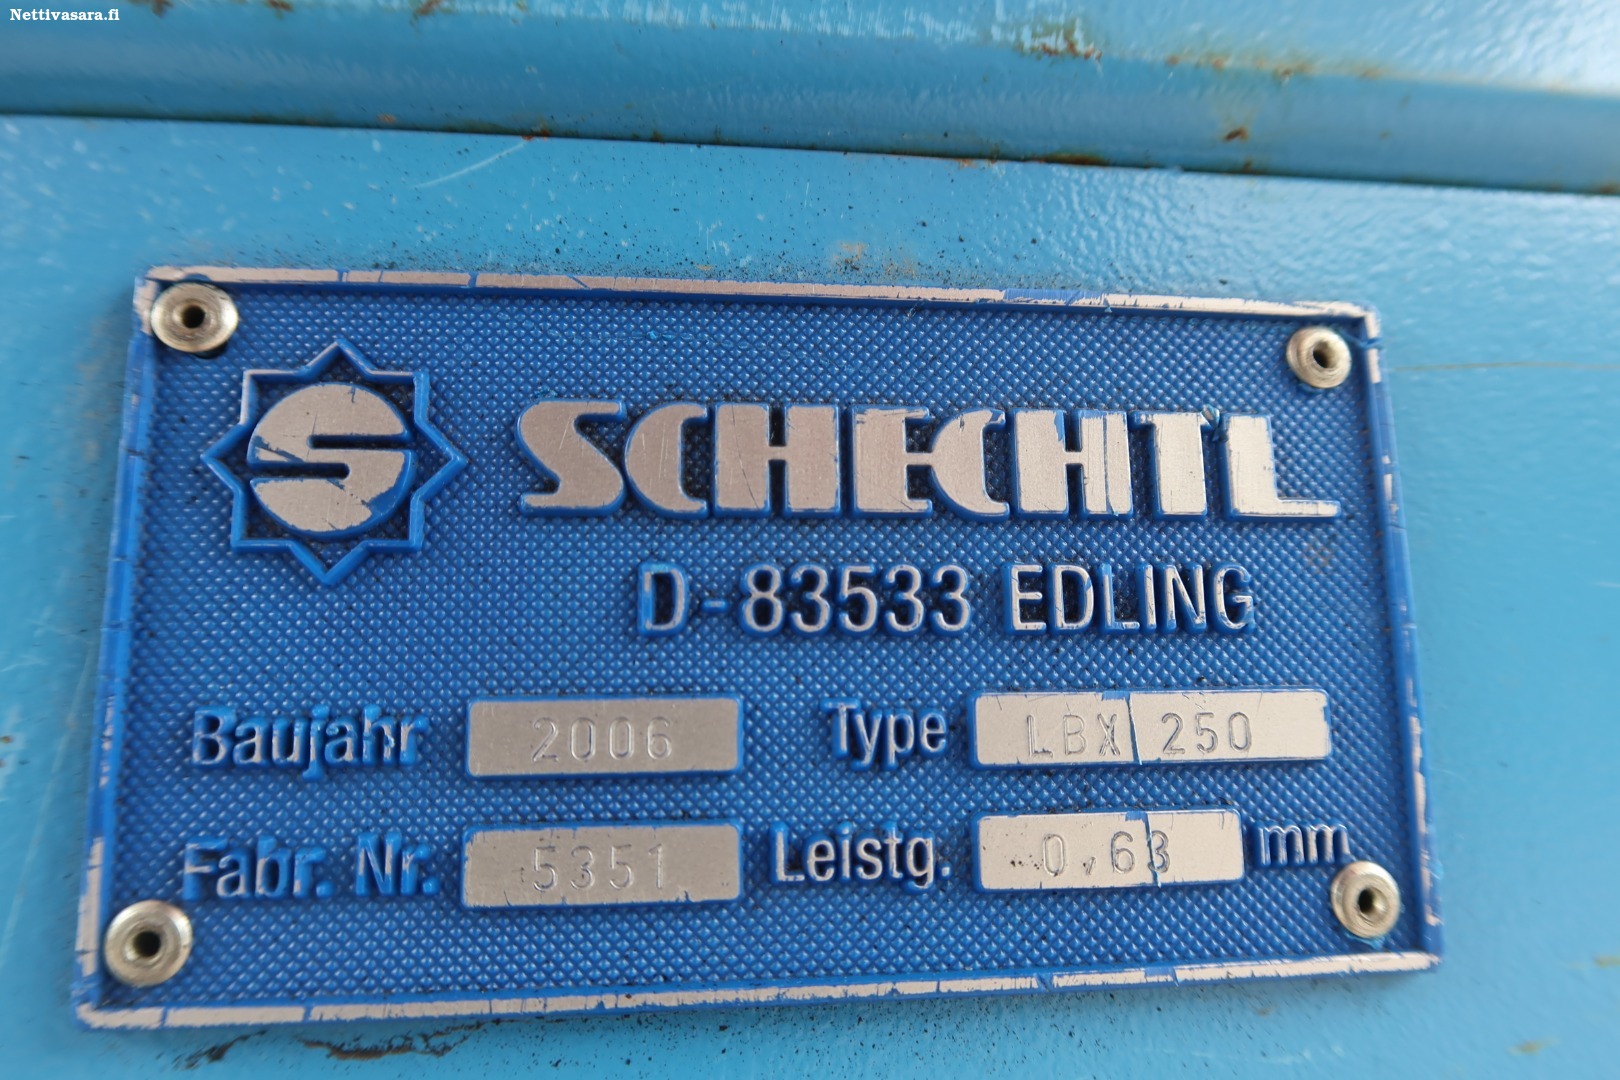 Nettivasara.fi
S SCHECHTL
D-83533 EDLING
Baujahr 2006 Type LBX 250
Fabr. Nr. 5351 Leistg. 0,63 mm